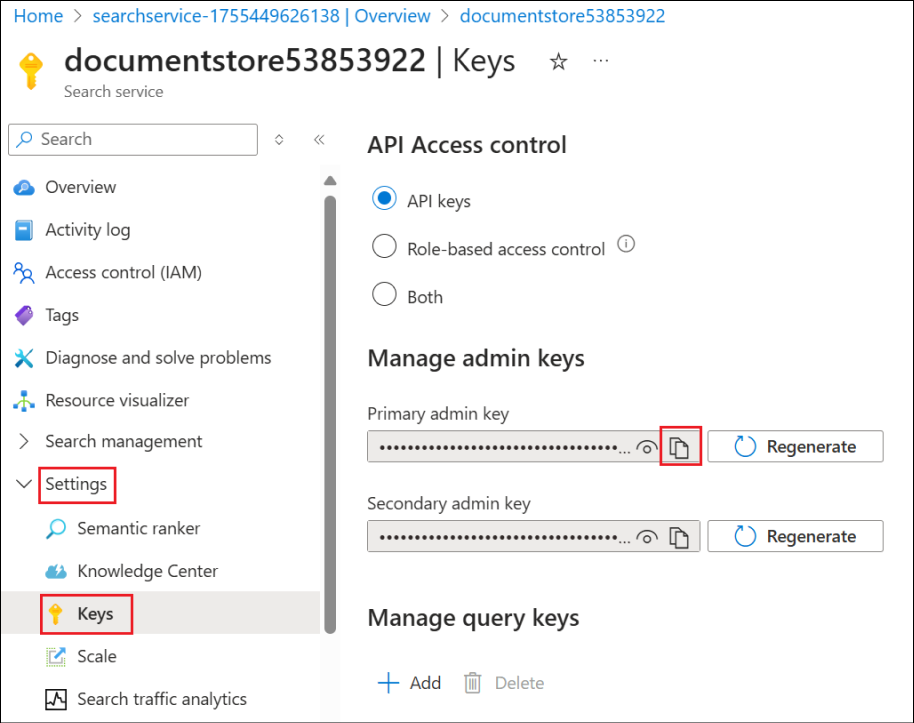 Home > searchservice-1755449626138 | Overview > documentstore53853922
documentstore53853922 | Keys ☆ ...
Search service
Search
Overview
Activity log
Access control (IAM)
Tags
Diagnose and solve problems
Resource visualizer
Search management
Settings
Semantic ranker
Knowledge Center
Keys
Scale
Search traffic analytics
API Access control
API keys
Role-based access control
Both
Manage admin keys
Primary admin key
Regenerate
Secondary admin key
Regenerate
Manage query keys
Add Delete